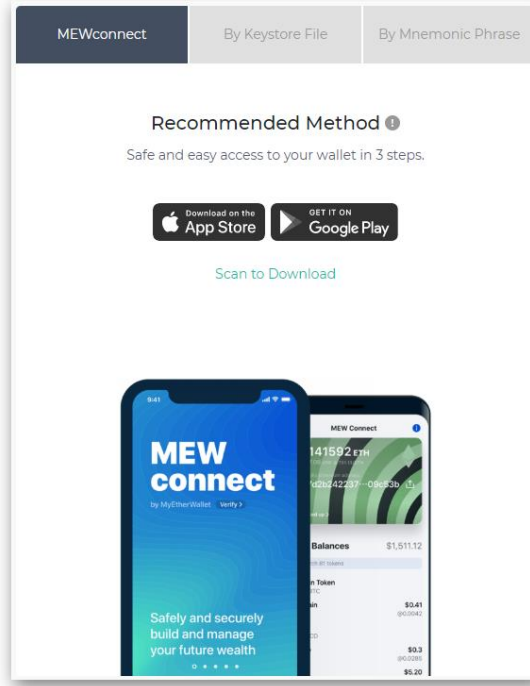 MEWconnect
By Keystore File
By Mnemonic Phrase
Recommended Method
Safe and easy access to your wallet in 3 steps.
Download on the
App Store
GET IT ON
Google Play
Scan to Download
9:41
MEW
connect
by MyEtherWallet Verify >
Safely and securely
build and manage
your future wealth
MEW Connect
141592 ETH
Balances $1,511.12
Token
$0.41
$0.3
$5.20